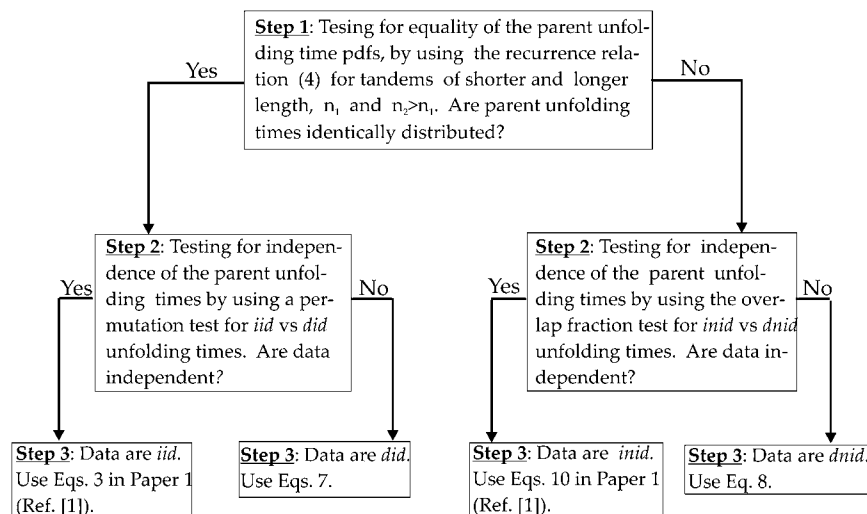 Step 1: Tesing for equality of the parent unfol-
ding time pdfs, by using the recurrence rela-
tion (4) for tandems of shorter and longer
length, n₁ and n₂>n₁. Are parent unfolding
times identically distributed?
Yes
No
Step 2: Testing for indepen-
dence of the parent unfol-
ding times by using a per-
mutation test for iid vs did
unfolding times. Are data
independent?
Yes
No
Step 2: Testing for indepen-
dence of the parent unfol-
ding times by using the over-
lap fraction test for inid vs dnid
unfolding times. Are data in-
dependent?
Yes
No
Step 3: Data are iid.
Use Eqs. 3 in Paper 1
(Ref. [1]).
Step 3: Data are did.
Use Eqs. 7.
Step 3: Data are inid.
Use Eqs. 10 in Paper 1
(Ref. [1]).
Step 3: Data are dnid.
Use Eq. 8.